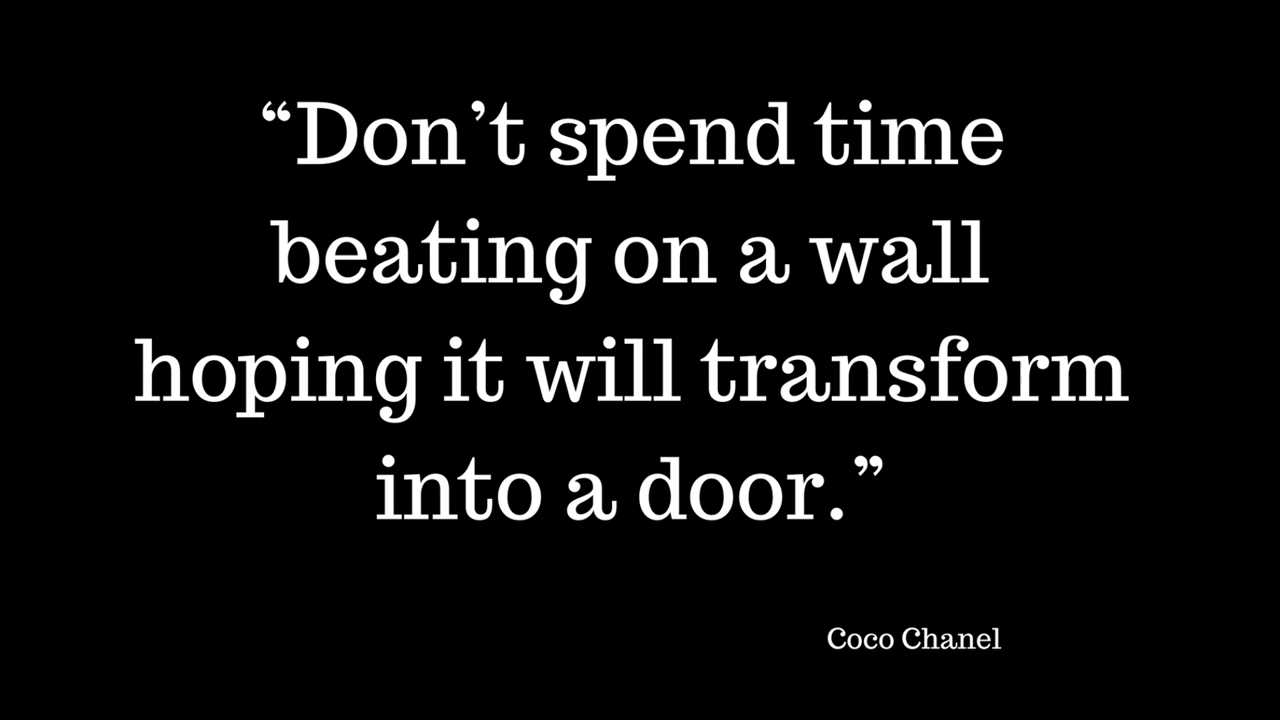 “Don’t spend time
beating on a wall
hoping it will transform
into a door.”
Coco Chanel